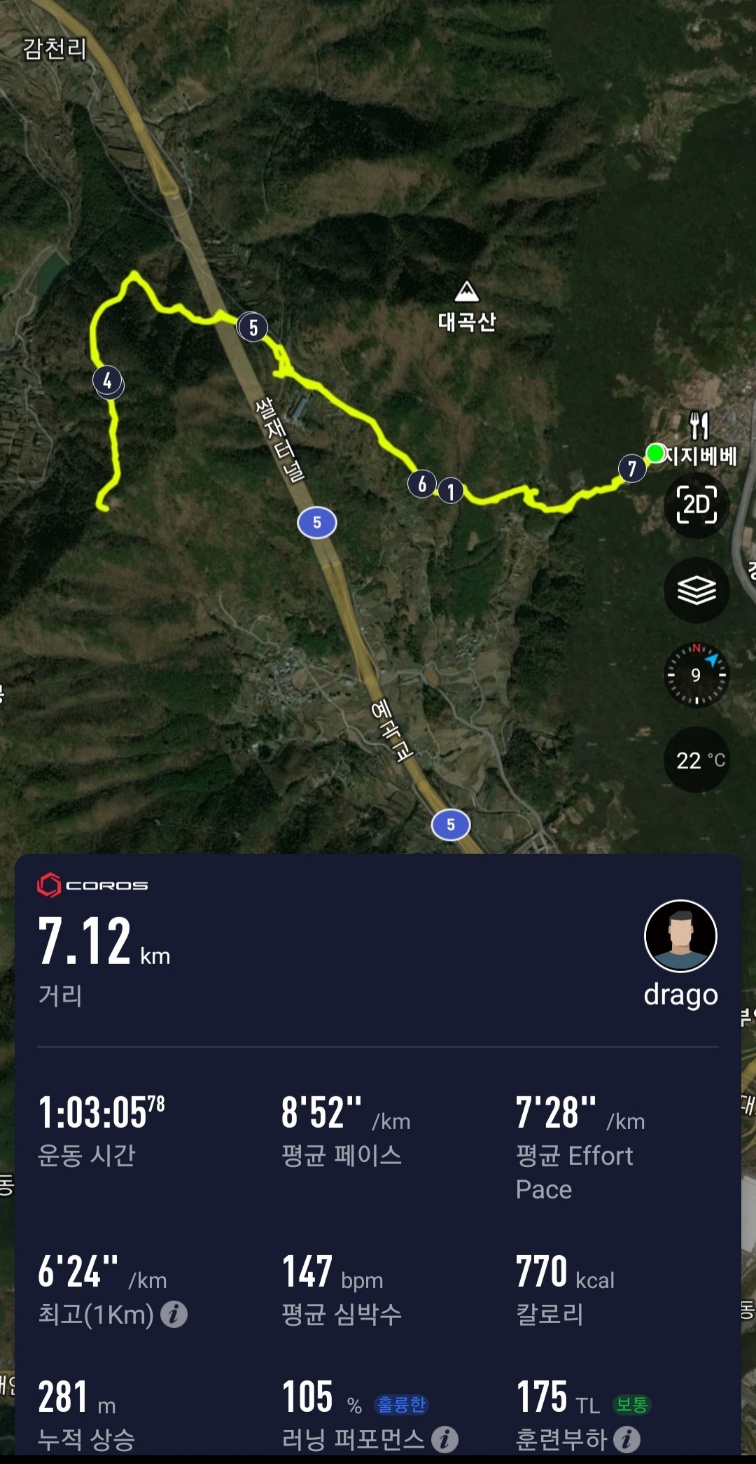 감천리
대곡산
5
4
쌀재터널
지지베베
6
1
7
2D
5
N
9
예곡교
22 °C
5
COROS
7.12 km
거리
drago
1:03:05 78
8'52" /km
7'28" /km
운동 시간
평균 페이스
평균 Effort
Pace
6'24" /km
147 bpm
770 kcal
최고(1Km) i
평균 심박수
칼로리
281 m
105 % 훌륭한
175 TL 보통
누적 상승
러닝 퍼포먼스 i
훈련부하 i